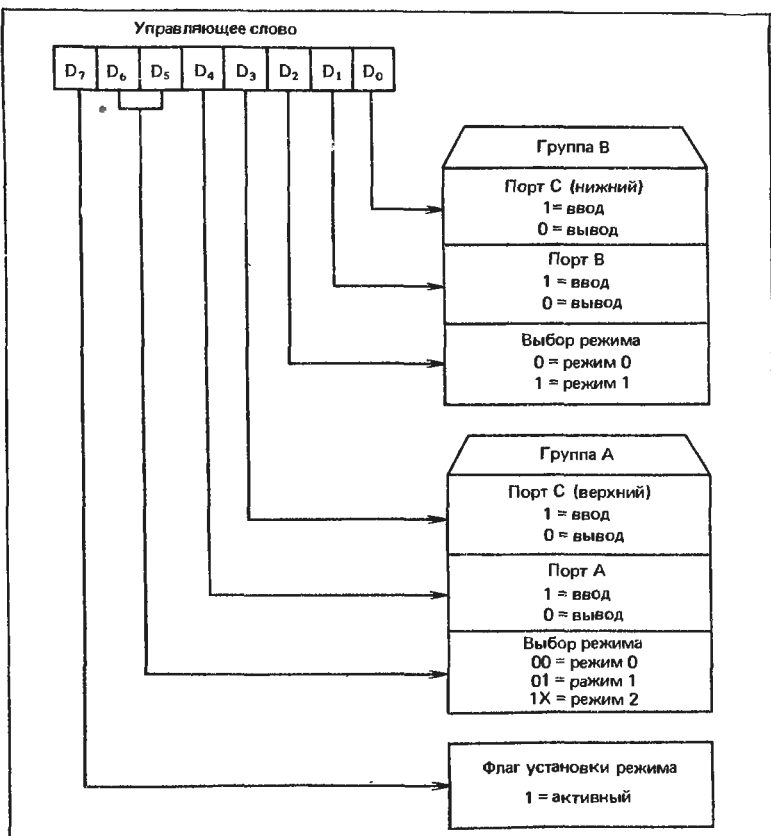 Управляющее слово
D₇ D₆ D₅ D₄ D₃ D₂ D₁ D₀
Группа B
Порт C (нижний)
1 = ввод
0 = вывод
Порт B
1 = ввод
0 = вывод
Выбор режима
0 = режим 0
1 = режим 1
Группа A
Порт C (верхний)
1 = ввод
0 = вывод
Порт A
1 = ввод
0 = вывод
Выбор режима
00 = режим 0
01 = ражим 1
1X = режим 2
Флаг установки режима
1 = активный